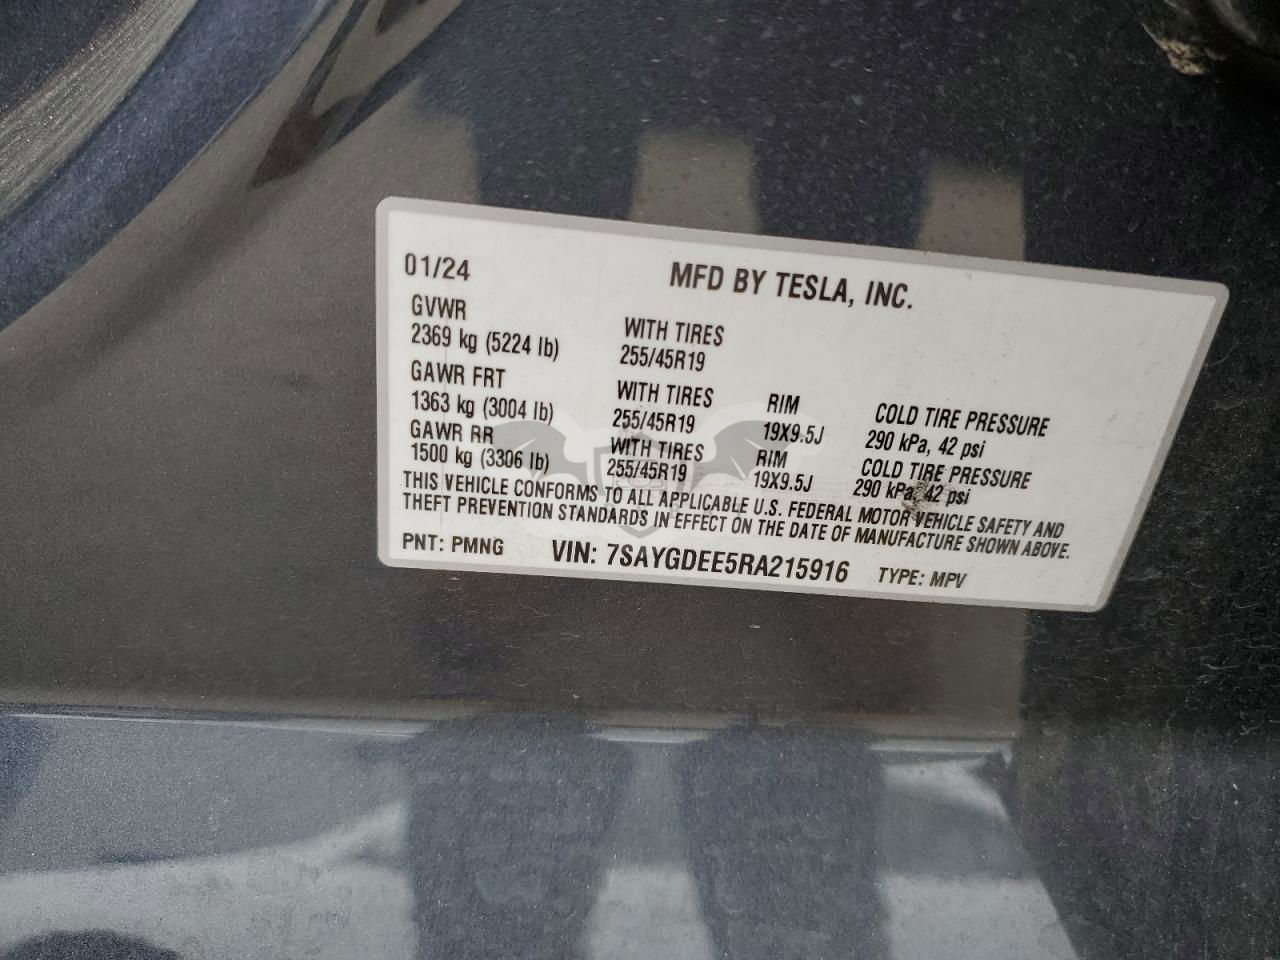 01/24 MFD BY TESLA, INC.
GVWR
2369 kg (5224 lb) WITH TIRES
255/45R19
GAWR FRT
1363 kg (3004 lb) WITH TIRES RIM COLD TIRE PRESSURE
255/45R19 19X9.5J 290 kPa, 42 psi
GAWR RR
1500 kg (3306 lb) WITH TIRES RIM COLD TIRE PRESSURE
255/45R19 19X9.5J 290 kPa, 42 psi
THIS VEHICLE CONFORMS TO ALL APPLICABLE U.S. FEDERAL MOTOR VEHICLE SAFETY AND
THEFT PREVENTION STANDARDS IN EFFECT ON THE DATE OF MANUFACTURE SHOWN ABOVE.
PNT: PMNG VIN: 7SAYGDEE5RA215916 TYPE: MPV